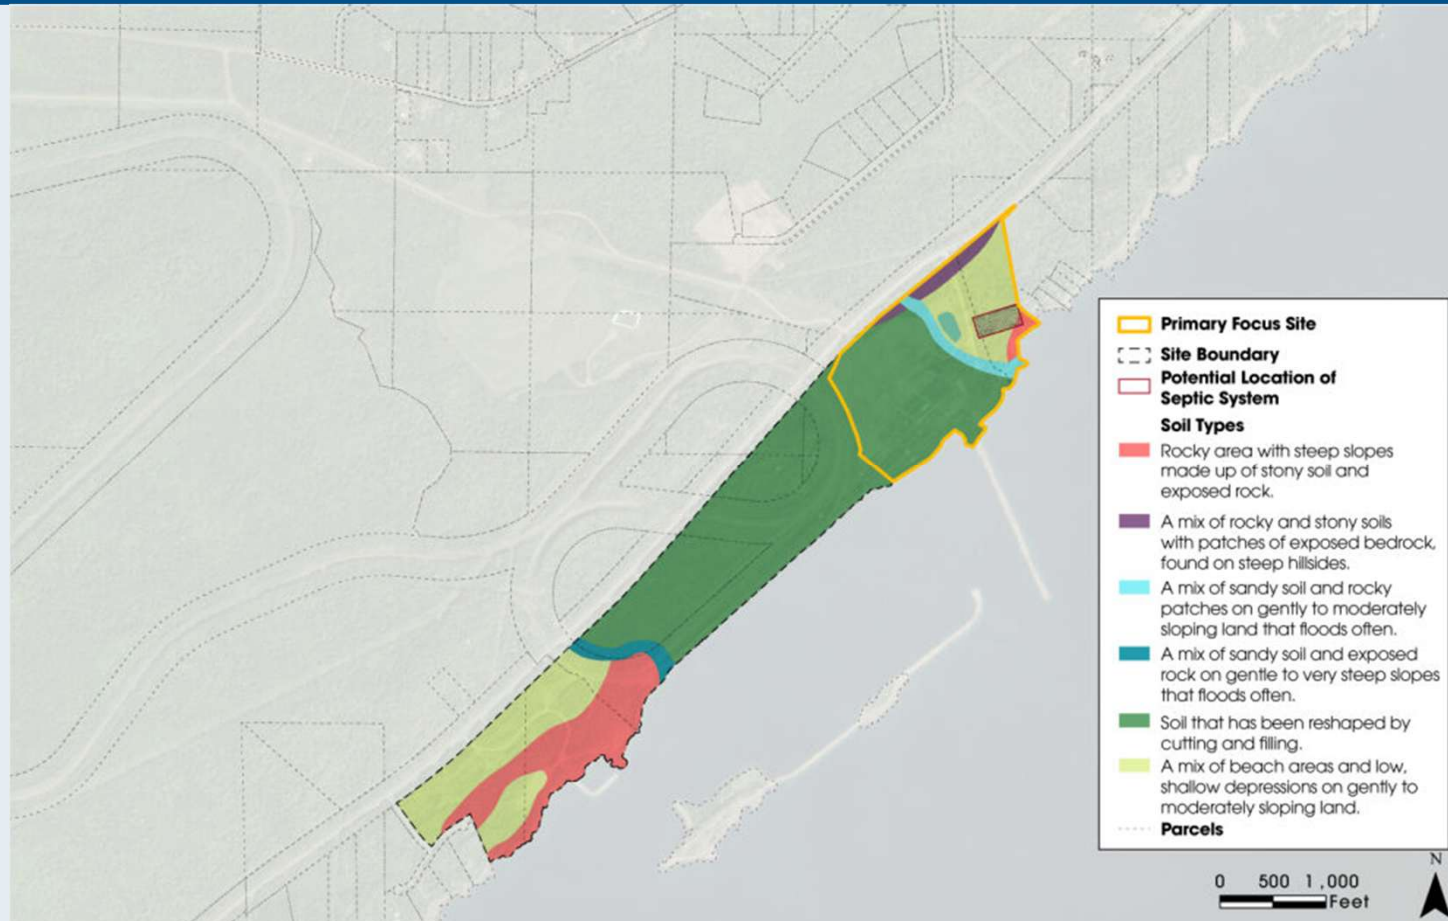 Primary Focus Site
Site Boundary
Potential Location of
Septic System
Soil Types
Rocky area with steep slopes
made up of stony soil and
exposed rock.
A mix of rocky and stony soils
with patches of exposed bedrock,
found on steep hillsides.
A mix of sandy soil and rocky
patches on gently to moderately
sloping land that floods often.
A mix of sandy soil and exposed
rock on gentle to very steep slopes
that floods often.
Soil that has been reshaped by
cutting and filling.
A mix of beach areas and low,
shallow depressions on gently to
moderately sloping land.
Parcels
N
0 500 1,000
Feet